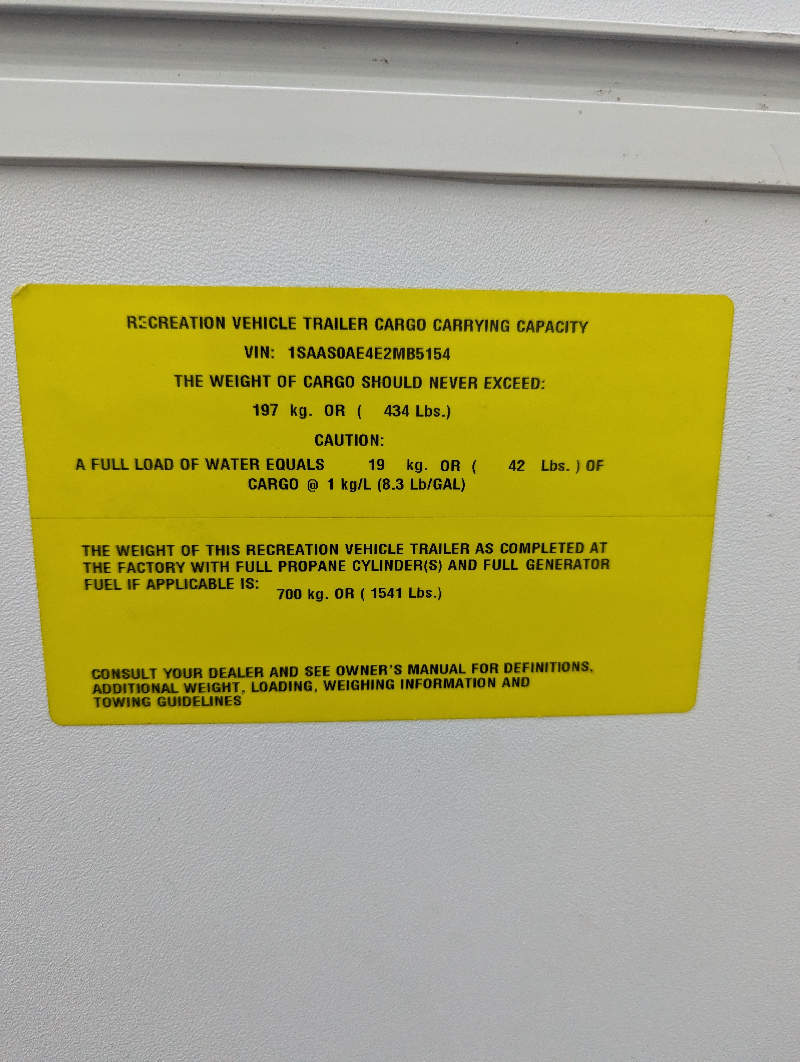 RECREATION VEHICLE TRAILER CARGO CARRYING CAPACITY
VIN: 1SAAS0AE4E2MB5154
THE WEIGHT OF CARGO SHOULD NEVER EXCEED:
197 kg. OR ( 434 Lbs.)
CAUTION:
A FULL LOAD OF WATER EQUALS 19 kg. OR ( 42 Lbs. ) OF
CARGO @ 1 kg/L (8.3 Lb/GAL)
THE WEIGHT OF THIS RECREATION VEHICLE TRAILER AS COMPLETED AT
THE FACTORY WITH FULL PROPANE CYLINDER(S) AND FULL GENERATOR
FUEL IF APPLICABLE IS: 700 kg. OR ( 1541 Lbs.)
CONSULT YOUR DEALER AND SEE OWNER'S MANUAL FOR DEFINITIONS,
ADDITIONAL WEIGHT, LOADING, WEIGHING INFORMATION AND
TOWING GUIDELINES